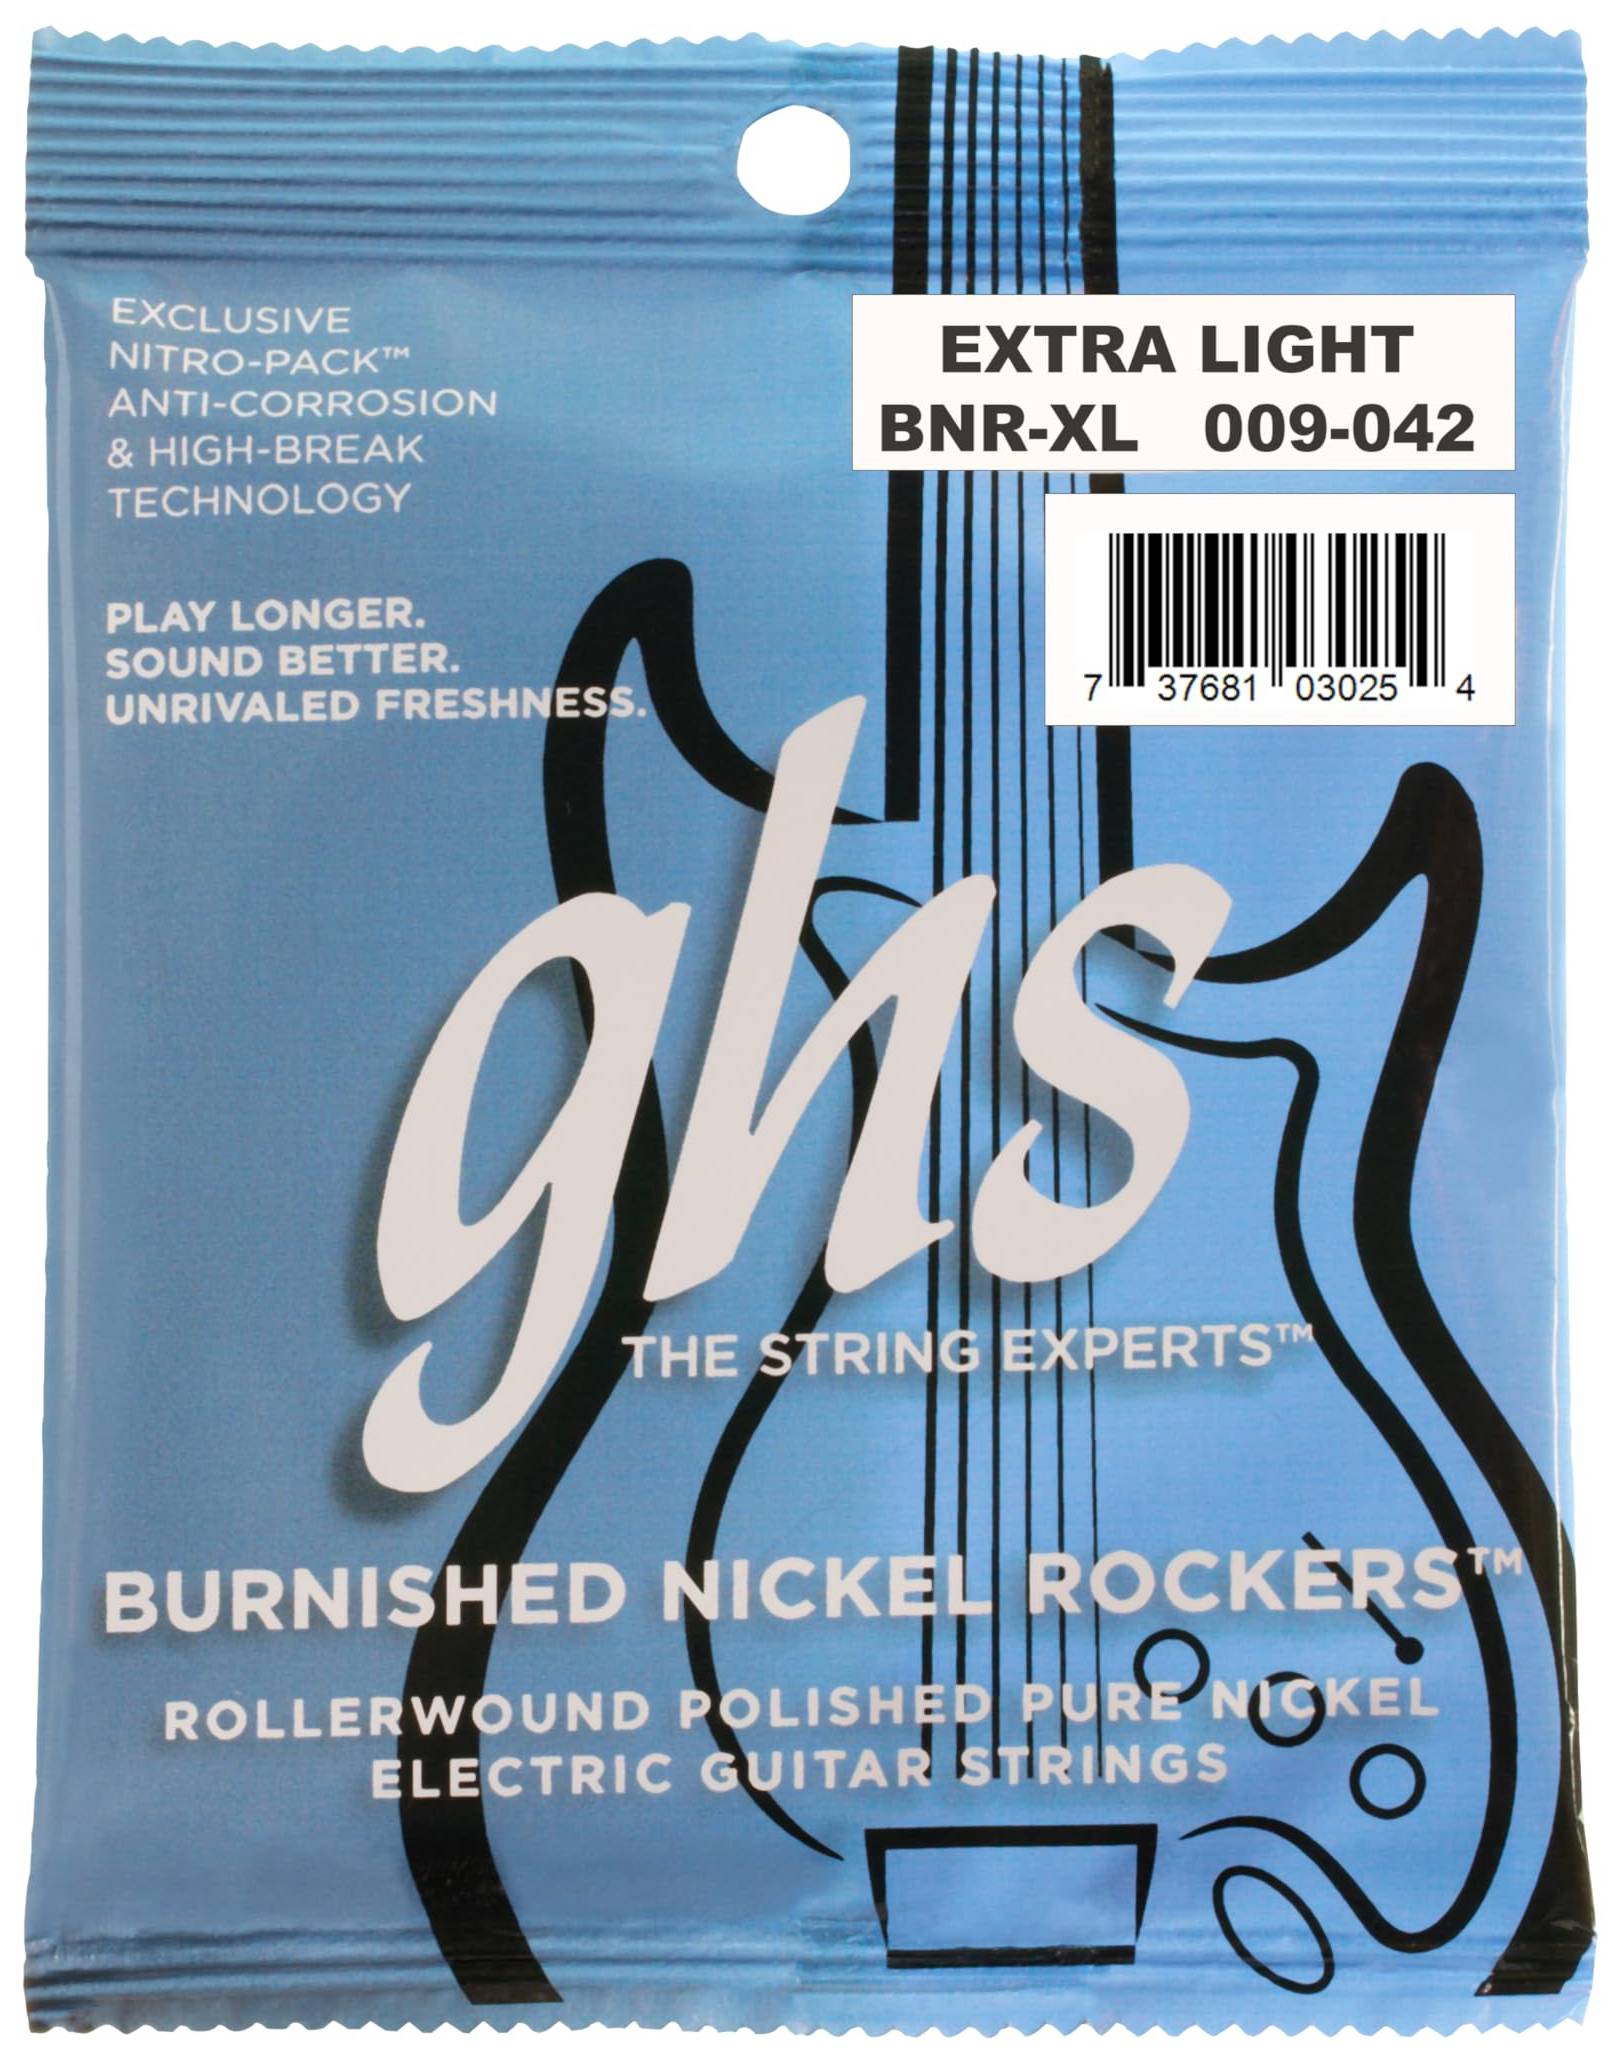 EXCLUSIVE
NITRO-PACK™
ANTI-CORROSION
& HIGH-BREAK
TECHNOLOGY
PLAY LONGER.
SOUND BETTER.
UNRIVALED FRESHNESS.
EXTRA LIGHT
BNR-XL 009-042
7 37681 03025 4
ghs
THE STRING EXPERTS™
BURNISHED NICKEL ROCKERS™
ROLLERWOUND POLISHED PURE NICKEL
ELECTRIC GUITAR STRINGS